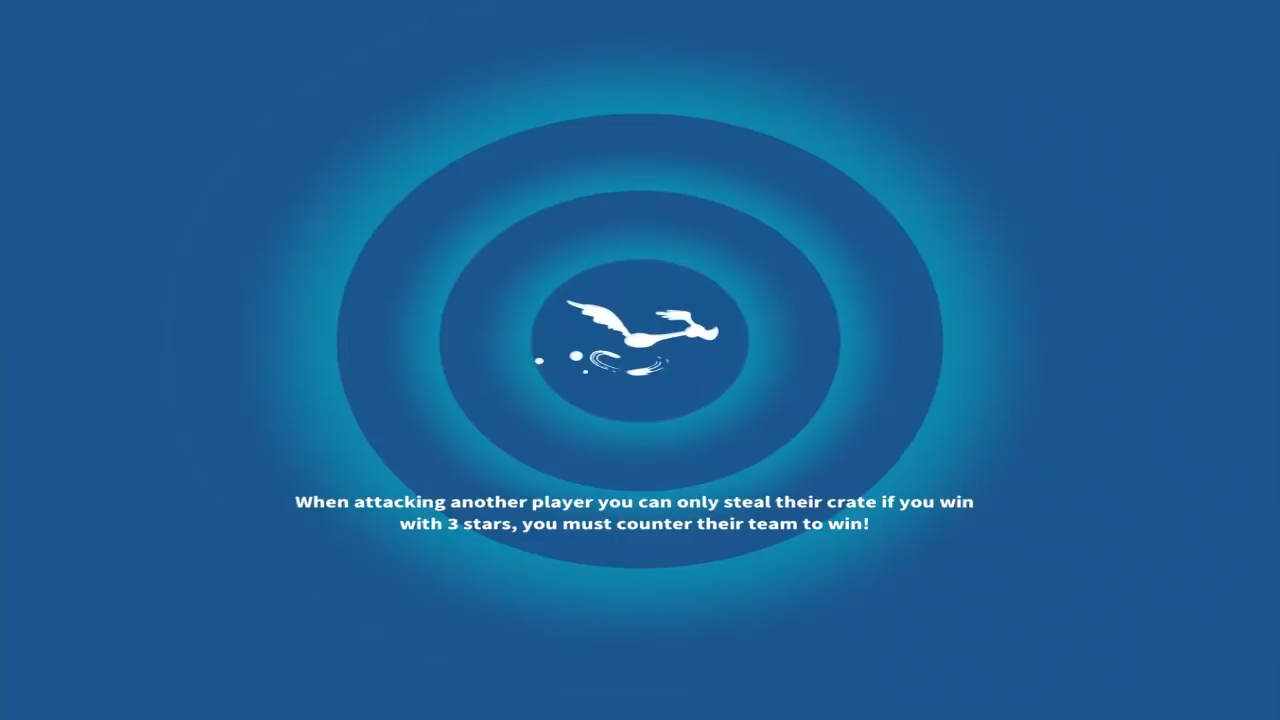 When attacking another player you can only steal their crate if you win
with 3 stars, you must counter their team to win!